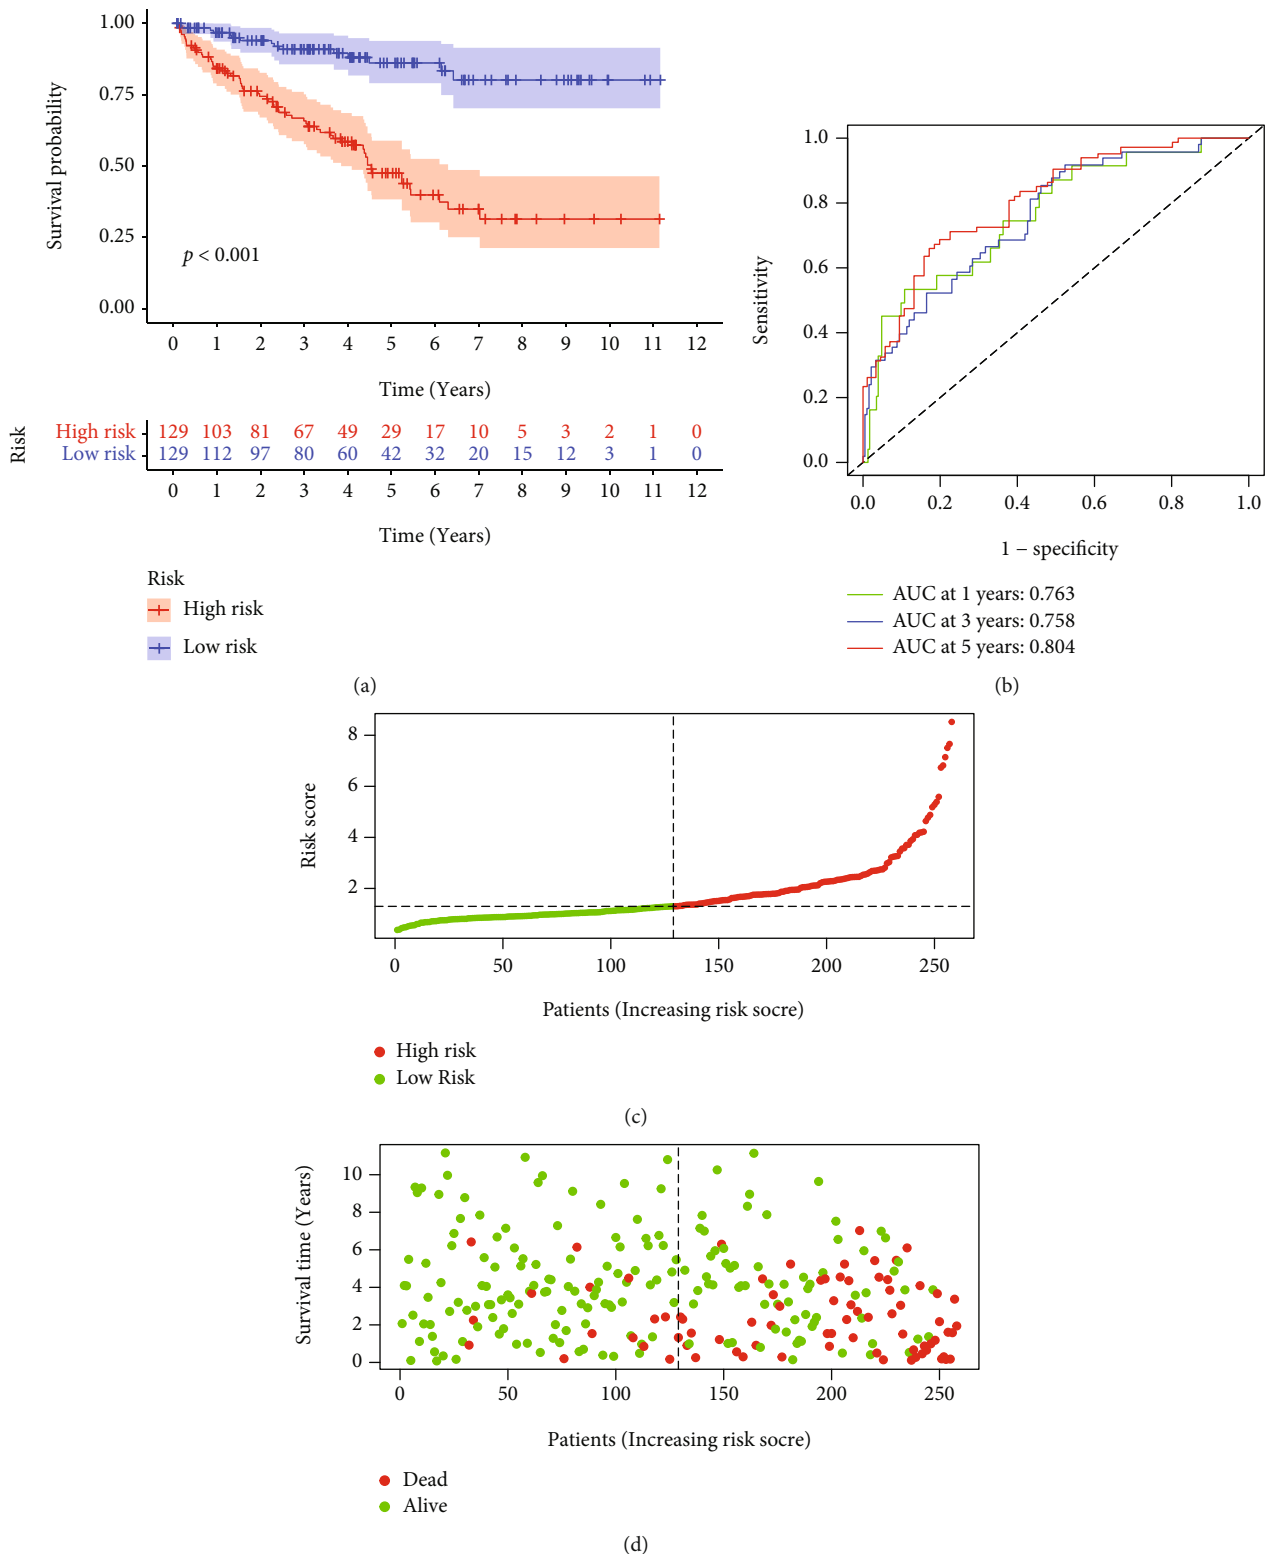 1.00
0.75
0.50
0.25
0.00
Survival probability
p < 0.001
0 1 2 3 4 5 6 7 8 9 10 11 12
Time (Years)
Risk
High risk 129 103 81 67 49 29 17 10 5 3 2 1 0
Low risk 129 112 97 80 60 42 32 20 15 12 3 1 0
0 1 2 3 4 5 6 7 8 9 10 11 12
Time (Years)
Risk
High risk
Low risk
(a)
1.0
0.8
0.6
0.4
0.2
0.0
Sensitivity
0.0 0.2 0.4 0.6 0.8 1.0
1 − specificity
AUC at 1 years: 0.763
AUC at 3 years: 0.758
AUC at 5 years: 0.804
(b)
8
6
4
2
Risk score
0 50 100 150 200 250
Patients (Increasing risk socre)
High risk
Low Risk
(c)
10
8
6
4
2
0
Survival time (Years)
0 50 100 150 200 250
Patients (Increasing risk socre)
Dead
Alive
(d)